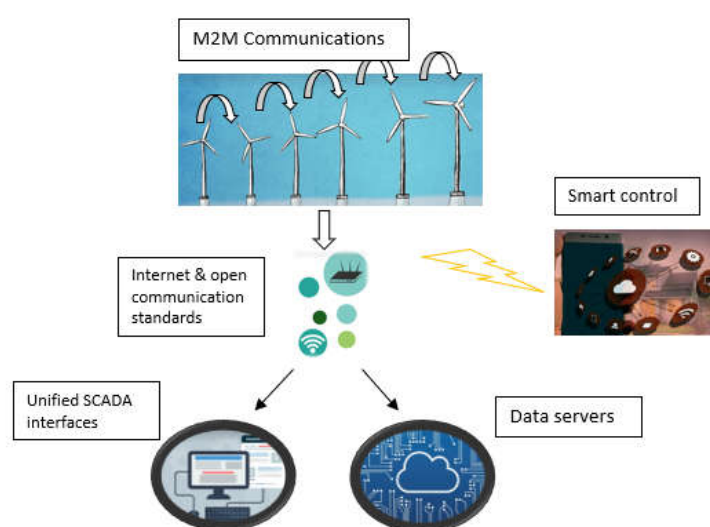 M2M Communications
Smart control
Internet & open
communication
standards
Unified SCADA
interfaces
Data servers